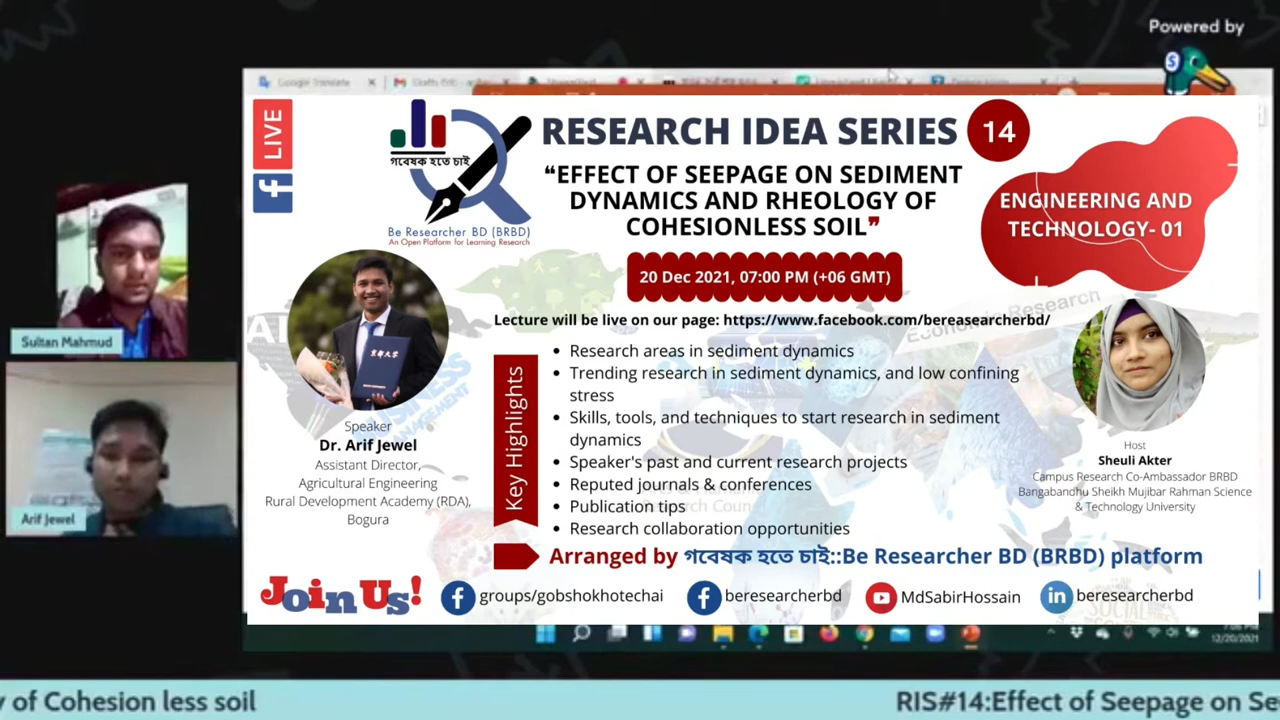 Powered by
Google Translate
LIVE
গবেষক হতে চাই
Be Researcher BD (BRBD)
An Open Platform for Learning Research
RESEARCH IDEA SERIES 14
❝EFFECT OF SEEPAGE ON SEDIMENT
DYNAMICS AND RHEOLOGY OF
COHESIONLESS SOIL❞
ENGINEERING AND
TECHNOLOGY- 01
20 Dec 2021, 07:00 PM (+06 GMT)
Lecture will be live on our page: https://www.facebook.com/bereasearcherbd/
Key Highlights
• Research areas in sediment dynamics
• Trending research in sediment dynamics, and low confining
stress
• Skills, tools, and techniques to start research in sediment
dynamics
• Speaker's past and current research projects
• Reputed journals & conferences
• Publication tips
• Research collaboration opportunities
Speaker
Dr. Arif Jewel
Assistant Director,
Agricultural Engineering
Rural Development Academy (RDA),
Bogura
Host
Sheuli Akter
Campus Research Co-Ambassador BRBD
Bangabandhu Sheikh Mujibar Rahman Science
& Technology University
Sultan Mahmud
Arif Jewel
Arranged by গবেষক হতে চাই::Be Researcher BD (BRBD) platform
Join Us!
groups/gobshokhotechai
beresearcherbd
MdSabirHossain
beresearcherbd
12/20/2021
y of Cohesion less soil
RIS#14:Effect of Seepage on Se